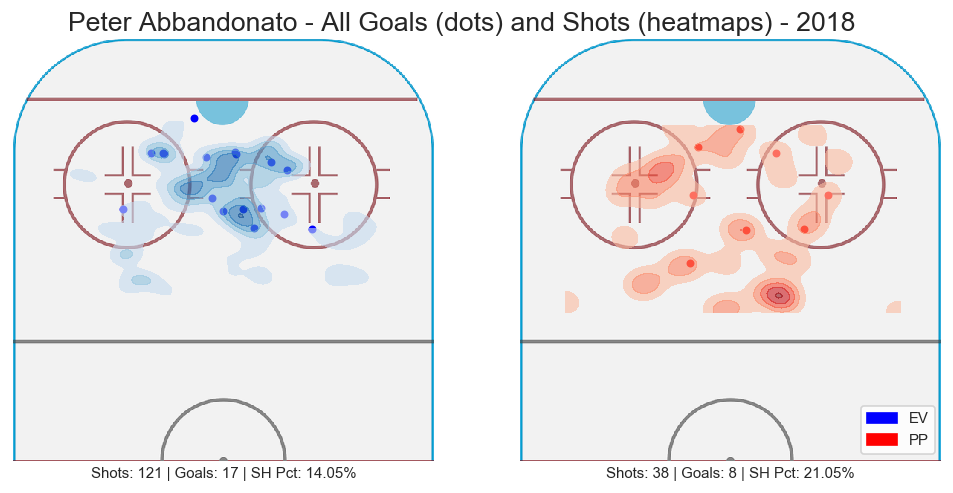 Peter Abbandonato - All Goals (dots) and Shots (heatmaps) - 2018
EV
PP
Shots: 121 | Goals: 17 | SH Pct: 14.05%
Shots: 38 | Goals: 8 | SH Pct: 21.05%